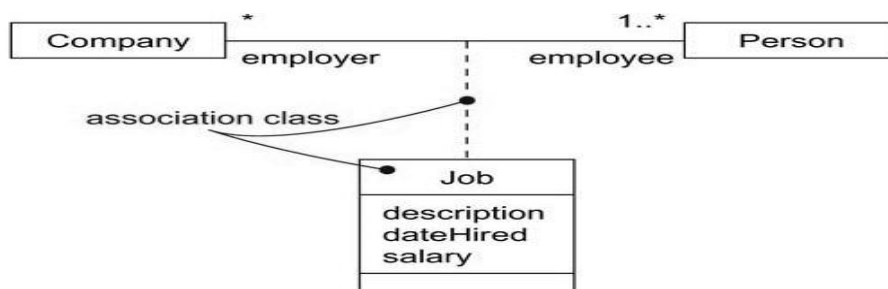 * 1..*
Company Person
employer employee
association class
Job
description
dateHired
salary